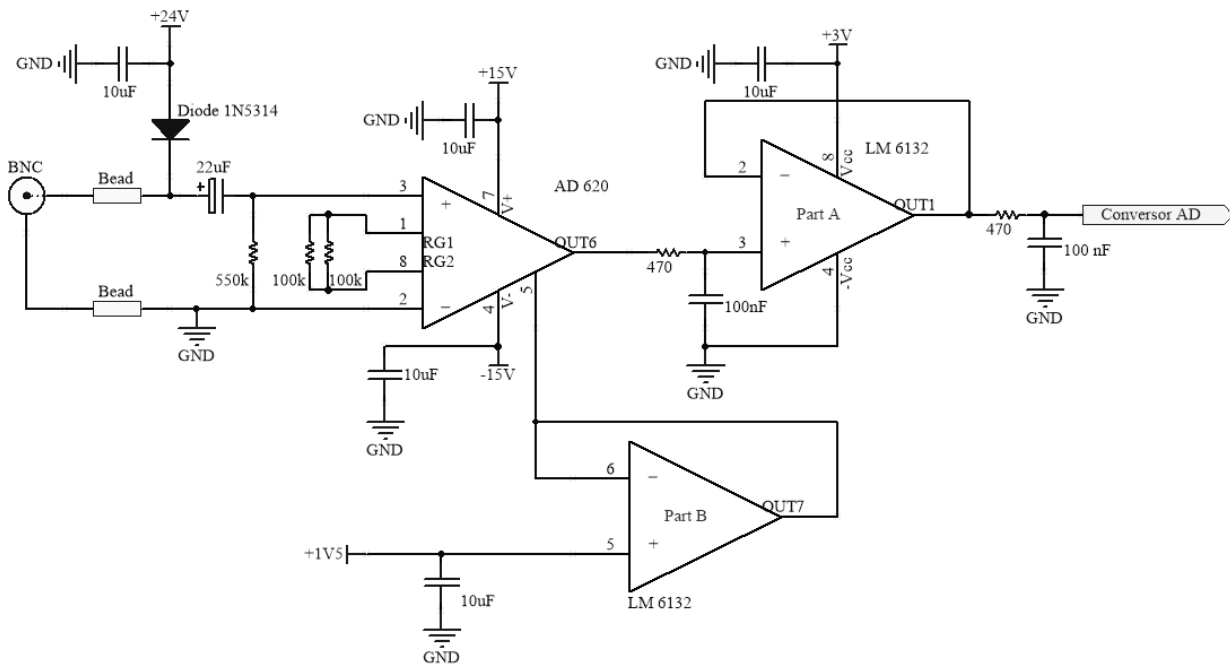 +24V
GND
10uF
Diode 1N5314
BNC
Bead
22uF
+
550k
100k
100k
Bead
GND
+15V
GND
10uF
AD 620
3
+
1
RG1
8
RG2
2
−
7
V+
4
V-
5
OUT6
10uF
GND
-15V
470
100nF
GND
+3V
GND
10uF
LM 6132
2
−
8
Vcc
Part A
OUT1
3
+
4
-Vcc
470
Conversor AD
100 nF
GND
6
−
Part B
OUT7
5
+
LM 6132
+1V5
10uF
GND